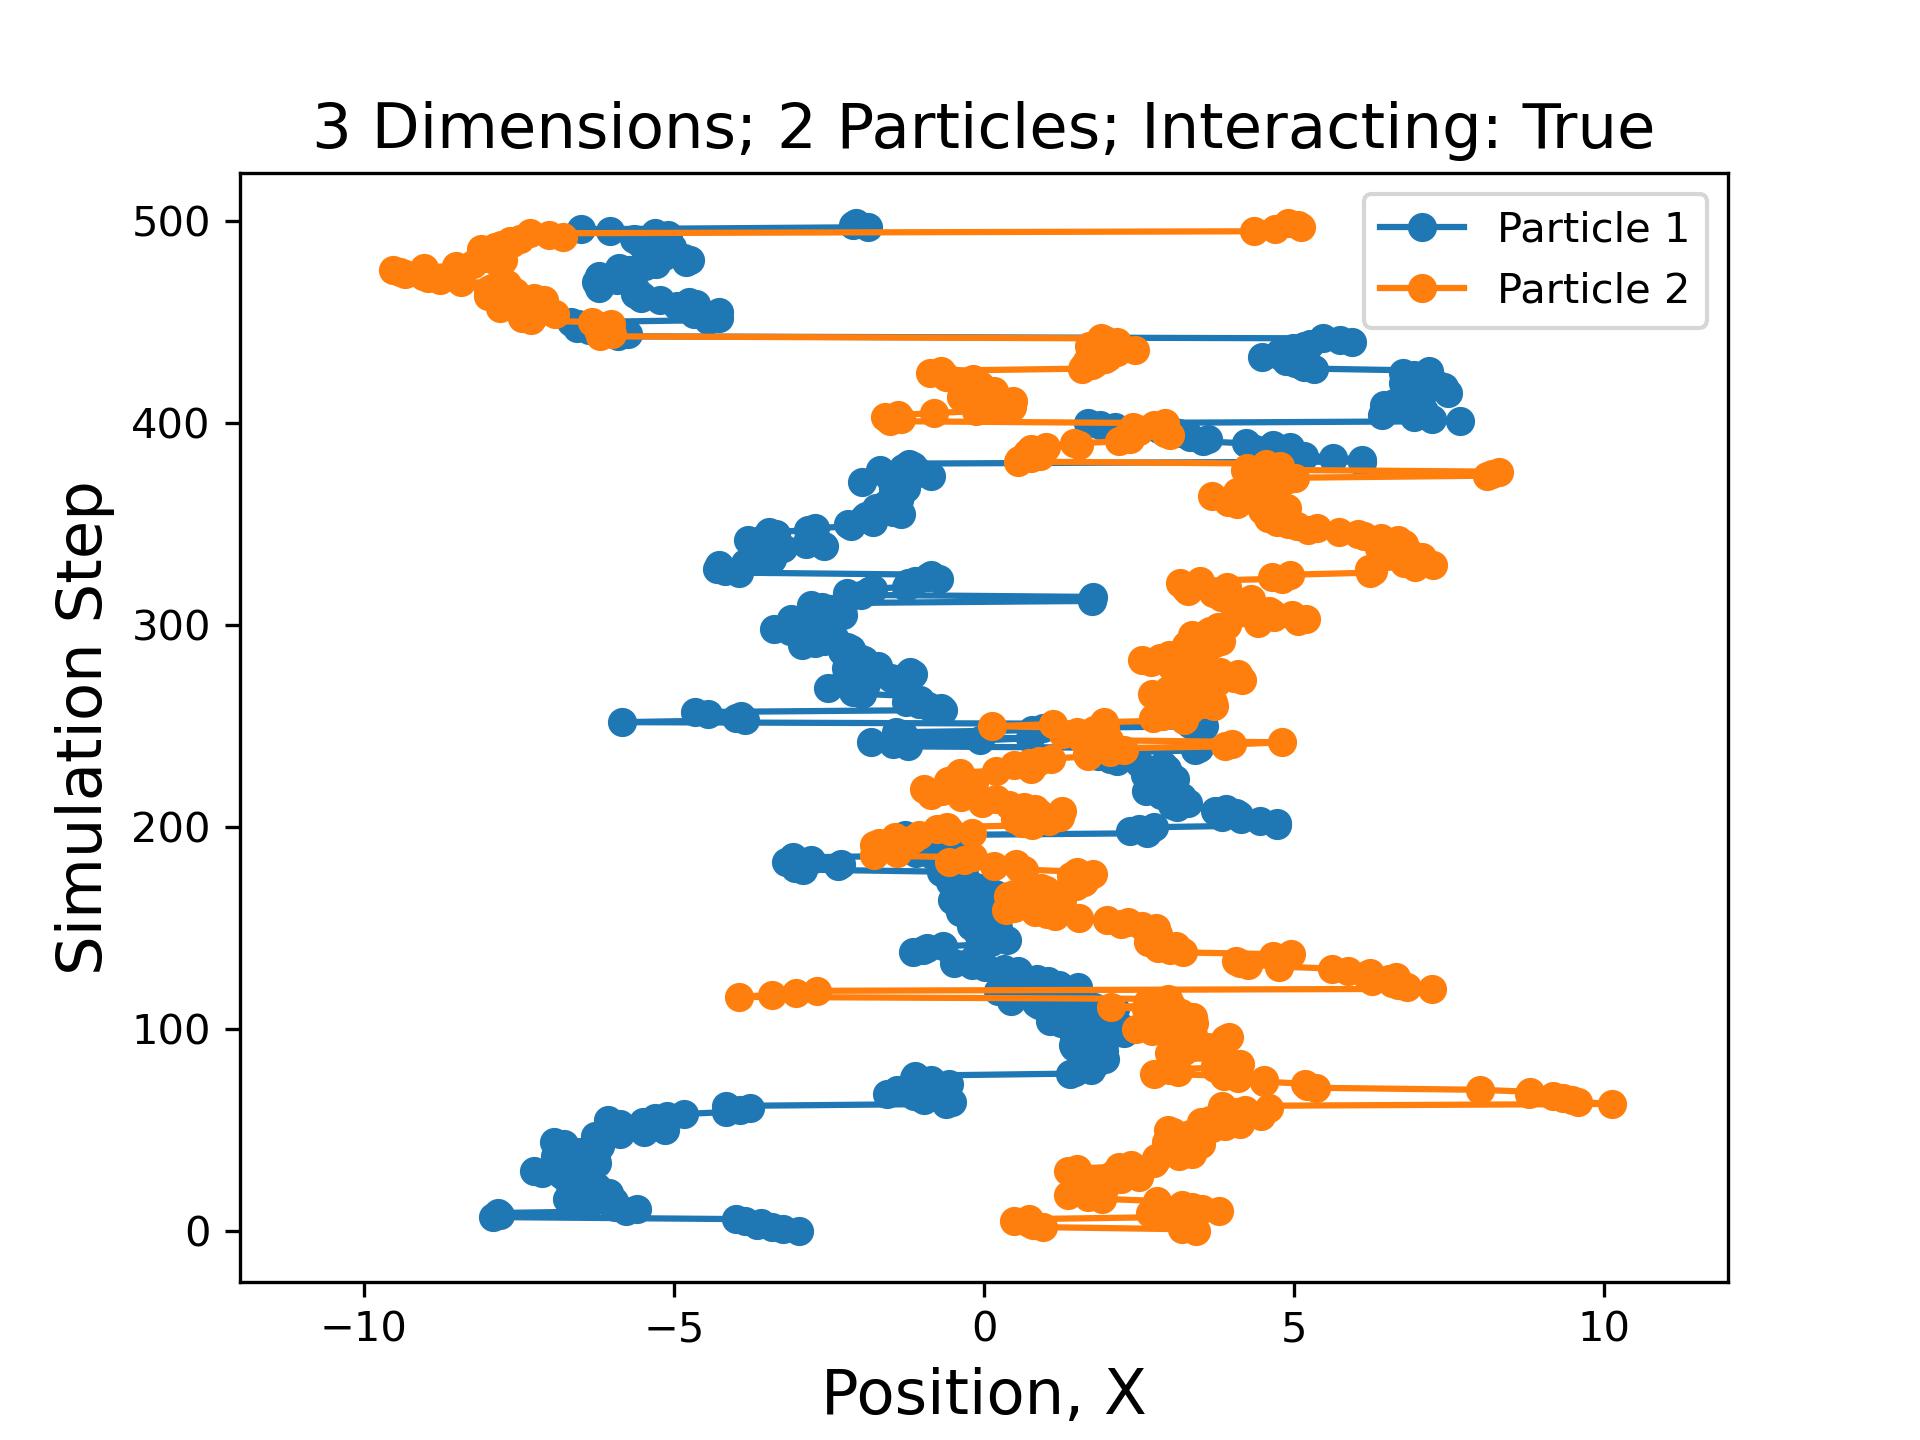 3 Dimensions; 2 Particles; Interacting: True
Particle 1
Particle 2
Simulation Step
500
400
300
200
100
0
−10 −5 0 5 10
Position, X